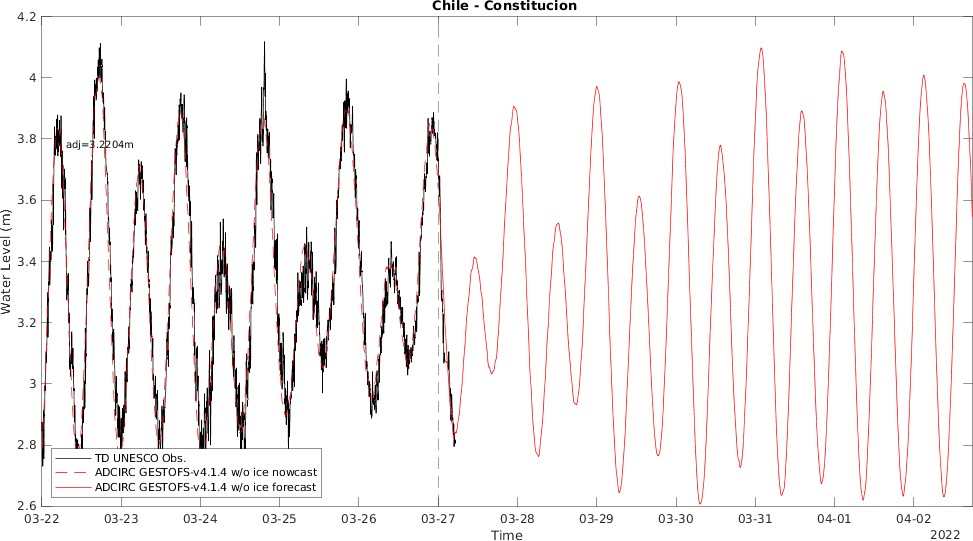 Chile - Constitucion
4.2
4
3.8
3.6
3.4
3.2
3
2.8
2.6
Water Level (m)
adj=3.2204m
TD UNESCO Obs.
ADCIRC GESTOFS-v4.1.4 w/o ice nowcast
ADCIRC GESTOFS-v4.1.4 w/o ice forecast
03-22 03-23 03-24 03-25 03-26 03-27 03-28 03-29 03-30 03-31 04-01 04-02
Time
2022